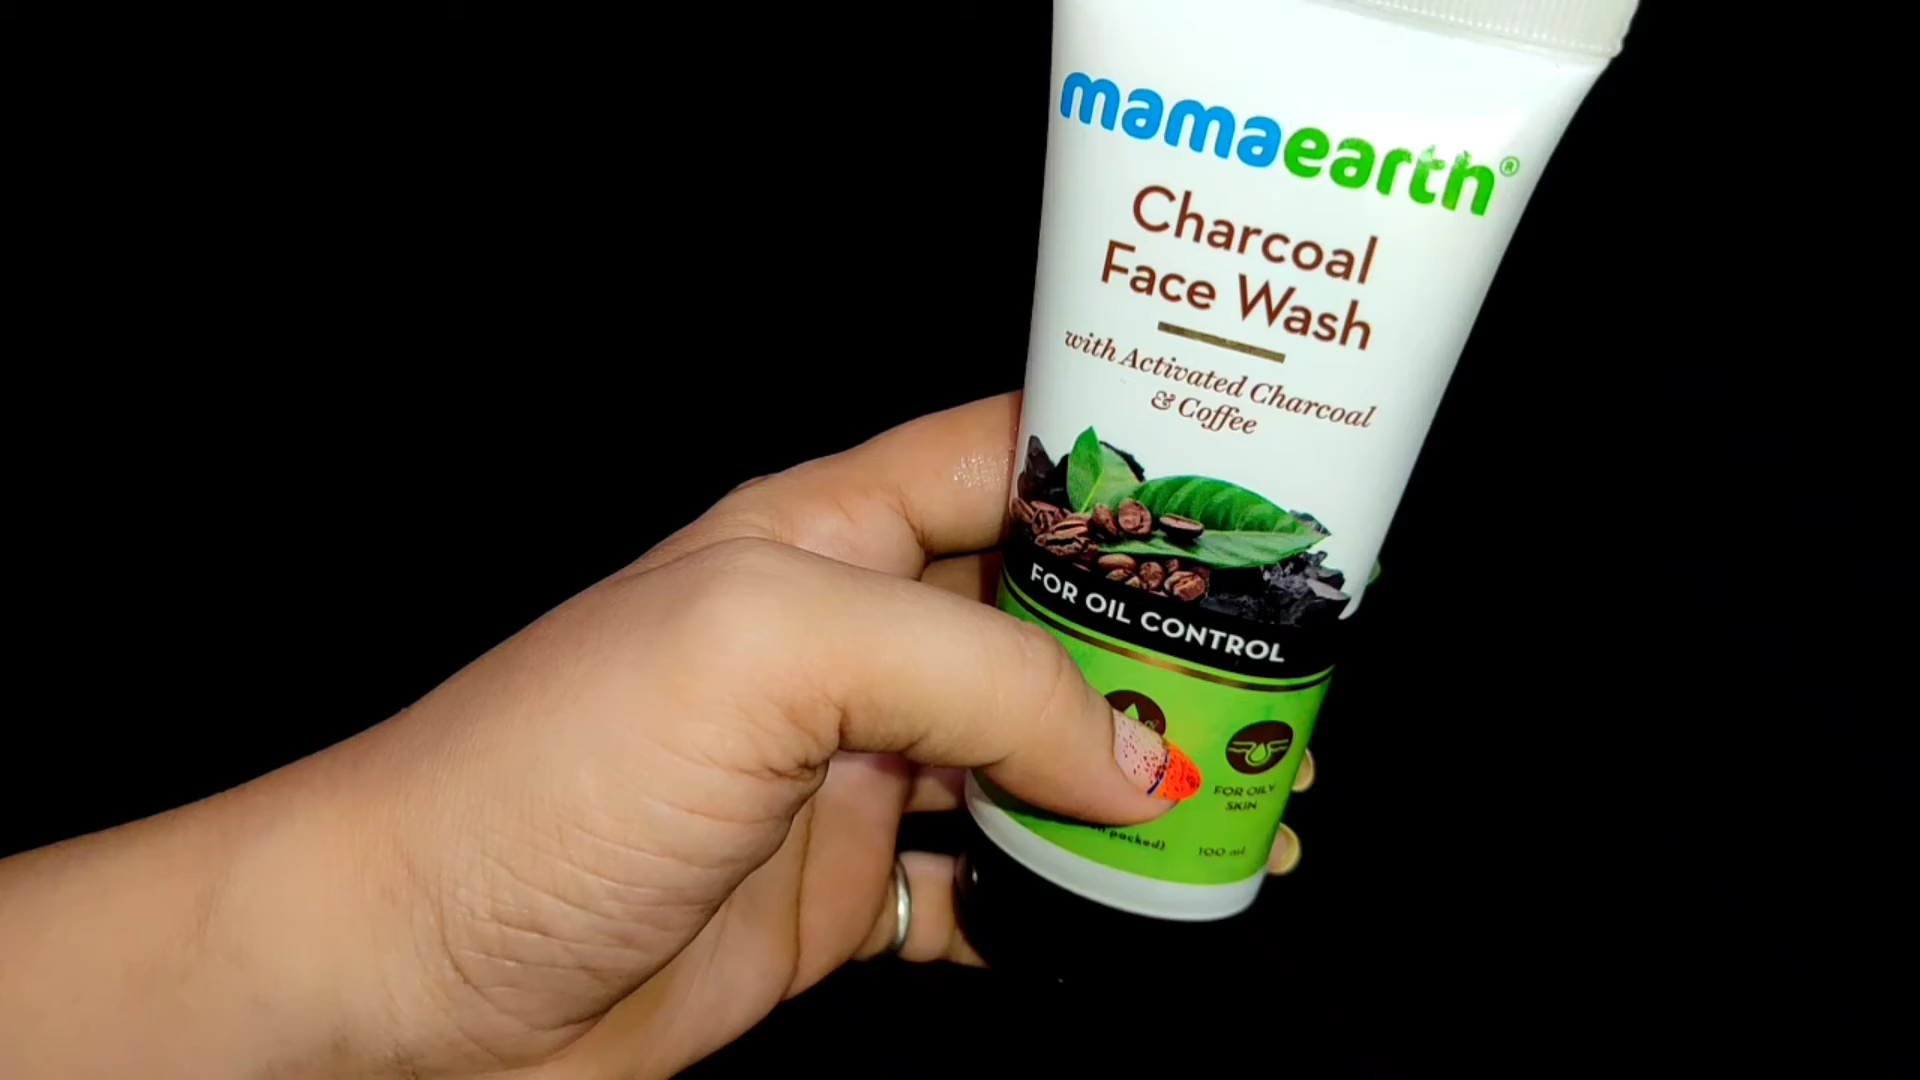 mamaearth®
Charcoal
Face Wash
with Activated Charcoal
& Coffee
FOR OIL CONTROL
FOR OILY
SKIN
packed)
100 ml